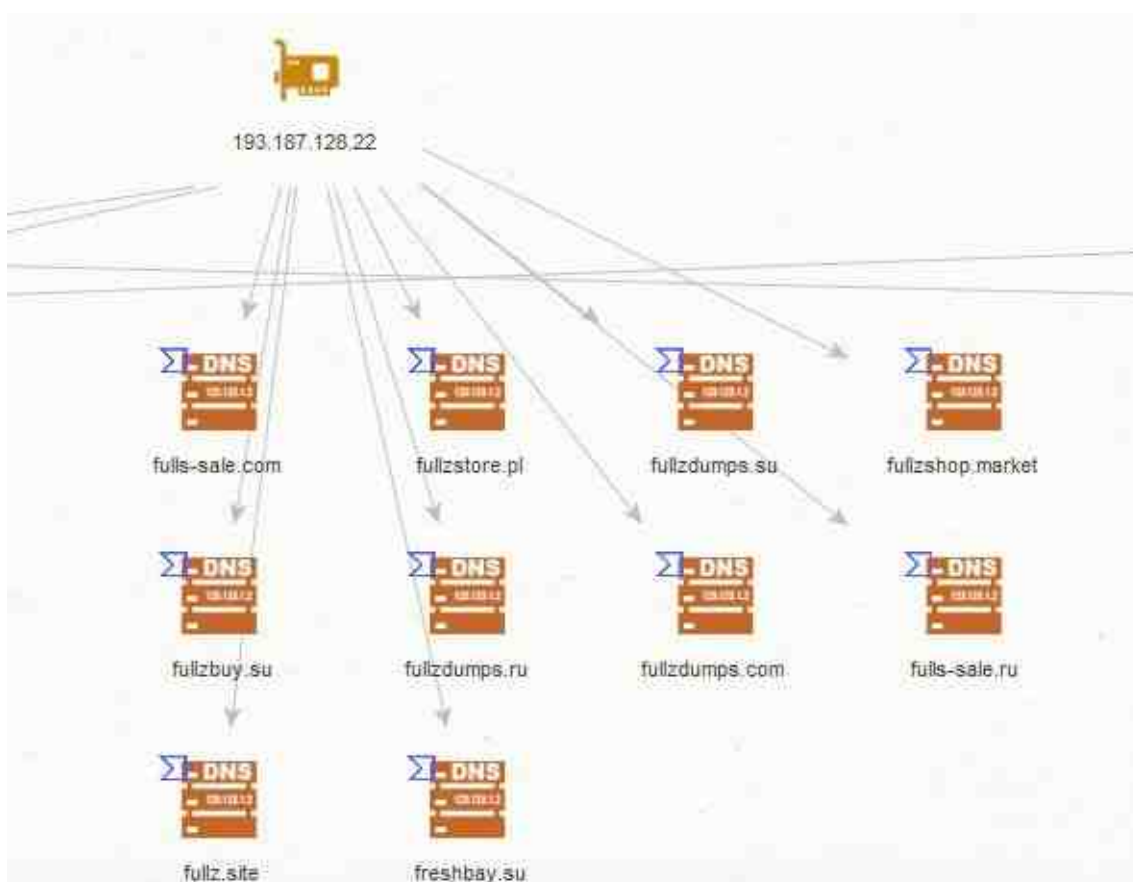 193.187.128.22
DNS DNS DNS DNS
fulls-sale.com fullzstore.pl fullzdumps.su fullzshop.market
DNS DNS DNS DNS
fullzbuy.su fullzdumps.ru fullzdumps.com fulls-sale.ru
DNS DNS
fullz.site freshbay.su